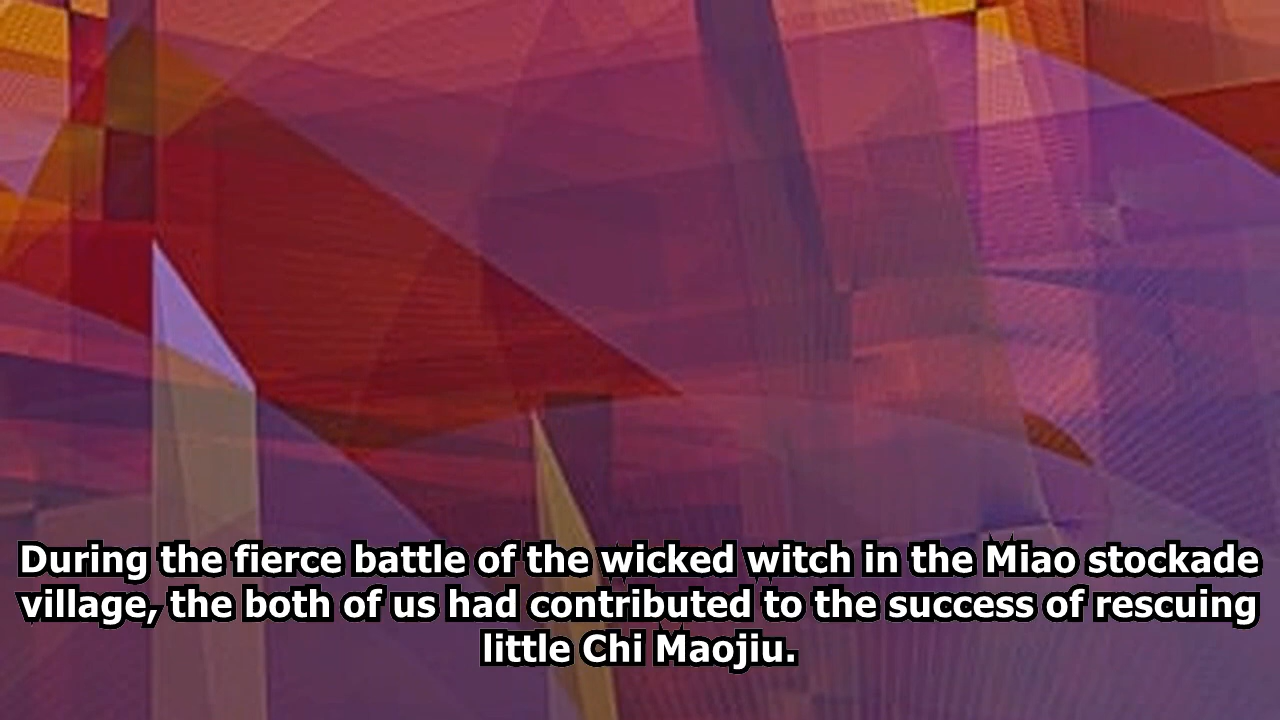 During the fierce battle of the wicked witch in the Miao stockade
village, the both of us had contributed to the success of rescuing
little Chi Maojiu.